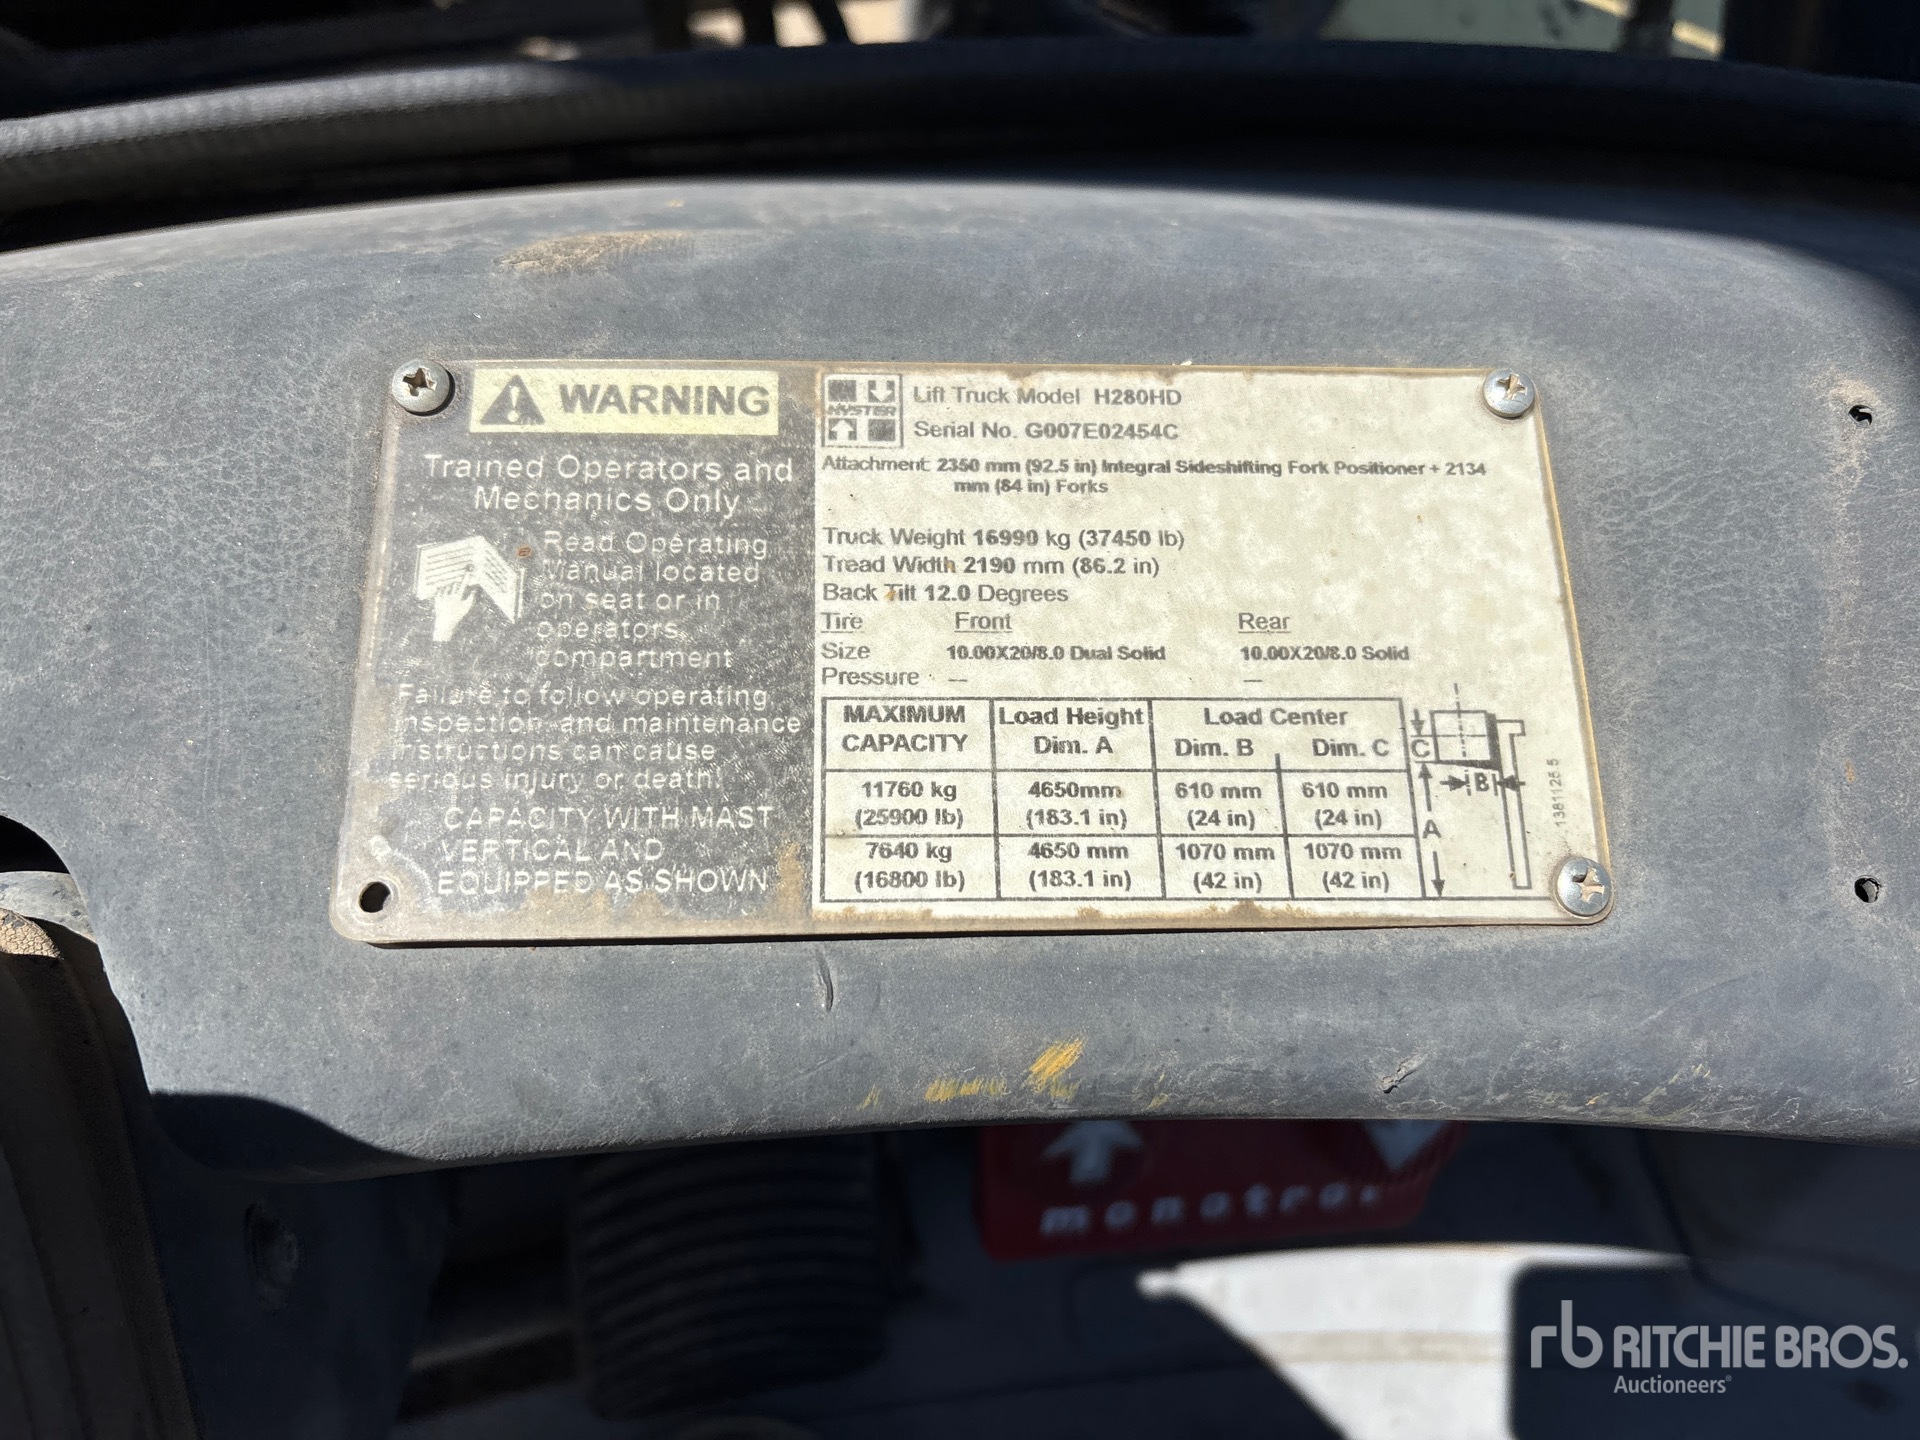 WARNING
Trained Operators and
Mechanics Only
Read Operating
Manual located
on seat or in
operators
compartment
Failure to follow operating
inspection and maintenance
instructions can cause
serious injury or death!
CAPACITY WITH MAST
VERTICAL AND
EQUIPPED AS SHOWN
HYSTER
Lift Truck Model H280HD
Serial No. G007E02454C
Attachment: 2350 mm (92.5 in) Integral Sideshifting Fork Positioner + 2134
mm (84 in) Forks
Truck Weight 16990 kg (37450 lb)
Tread Width 2190 mm (86.2 in)
Back Tilt 12.0 Degrees
Tire Front Rear
Size 10.00X20/8.0 Dual Solid 10.00X20/8.0 Solid
Pressure -- --
MAXIMUM Load Height Load Center
CAPACITY Dim. A Dim. B Dim. C
11760 kg 4650mm 610 mm 610 mm
(25900 lb) (183.1 in) (24 in) (24 in)
7640 kg 4650 mm 1070 mm 1070 mm
(16800 lb) (183.1 in) (42 in) (42 in)
C
B
A
monotrol
rb RITCHIE BROS.
Auctioneers®